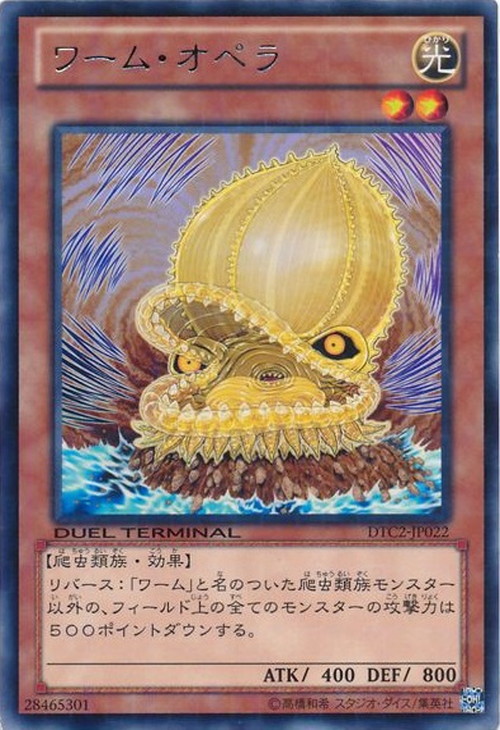 ワーム・オペラ
光
DUEL TERMINAL
DTC2-JP022
【爬虫類族・効果】
リバース：「ワーム」と名のついた爬虫類族モンスター
以外の、フィールド上の全てのモンスターの攻撃力は
５００ポイントダウンする。
ATK/ 400 DEF/ 800
28465301
©高橋和希 スタジオ・ダイス/集英社